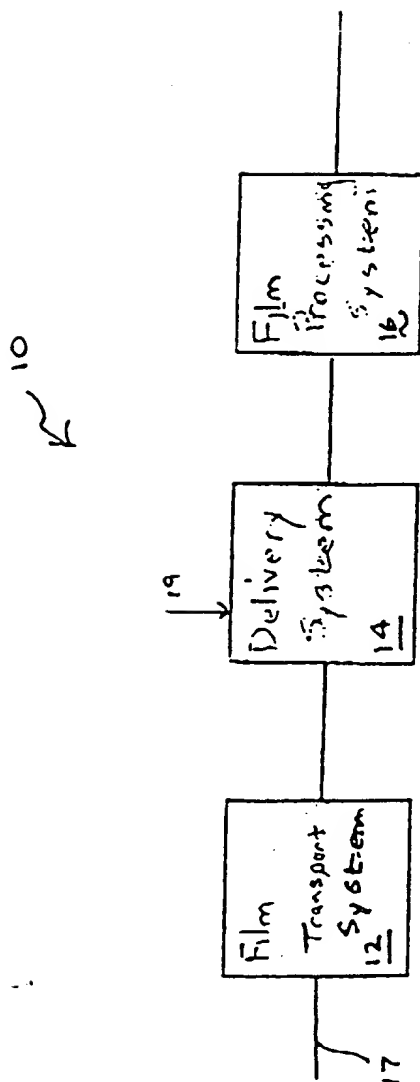 10
19
Film
Transport
System
12
Delivery
System
14
Film
Processing
System
16
17